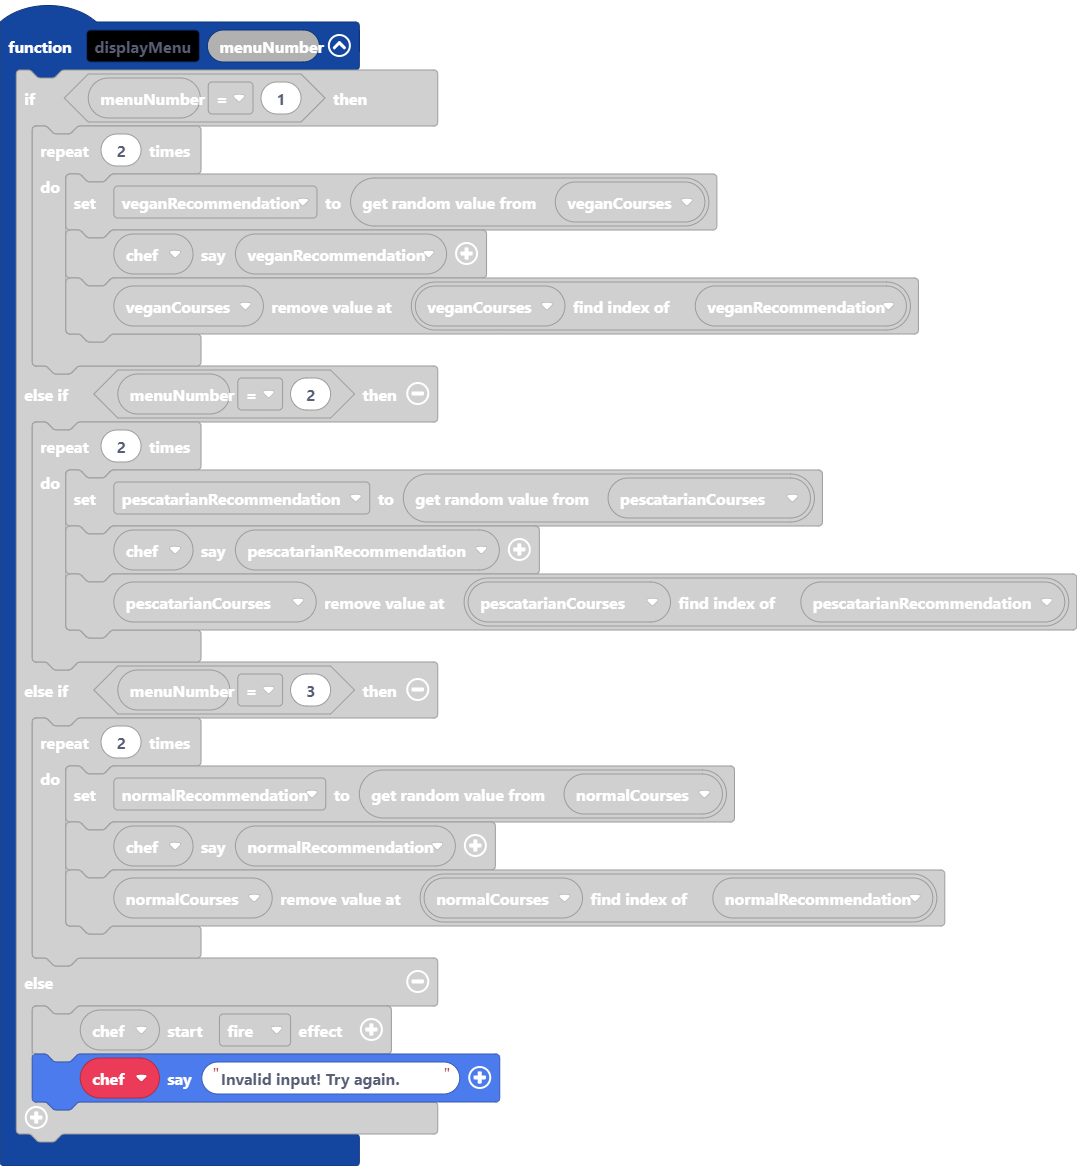 function displayMenu menuNumber
if menuNumber = 1 then
repeat 2 times
do
set veganRecommendation to get random value from veganCourses
chef say veganRecommendation
veganCourses remove value at veganCourses find index of veganRecommendation
else if menuNumber = 2 then
repeat 2 times
do
set pescatarianRecommendation to get random value from pescatarianCourses
chef say pescatarianRecommendation
pescatarianCourses remove value at pescatarianCourses find index of pescatarianRecommendation
else if menuNumber = 3 then
repeat 2 times
do
set normalRecommendation to get random value from normalCourses
chef say normalRecommendation
normalCourses remove value at normalCourses find index of normalRecommendation
else
chef start fire effect
chef say "Invalid input! Try again. "